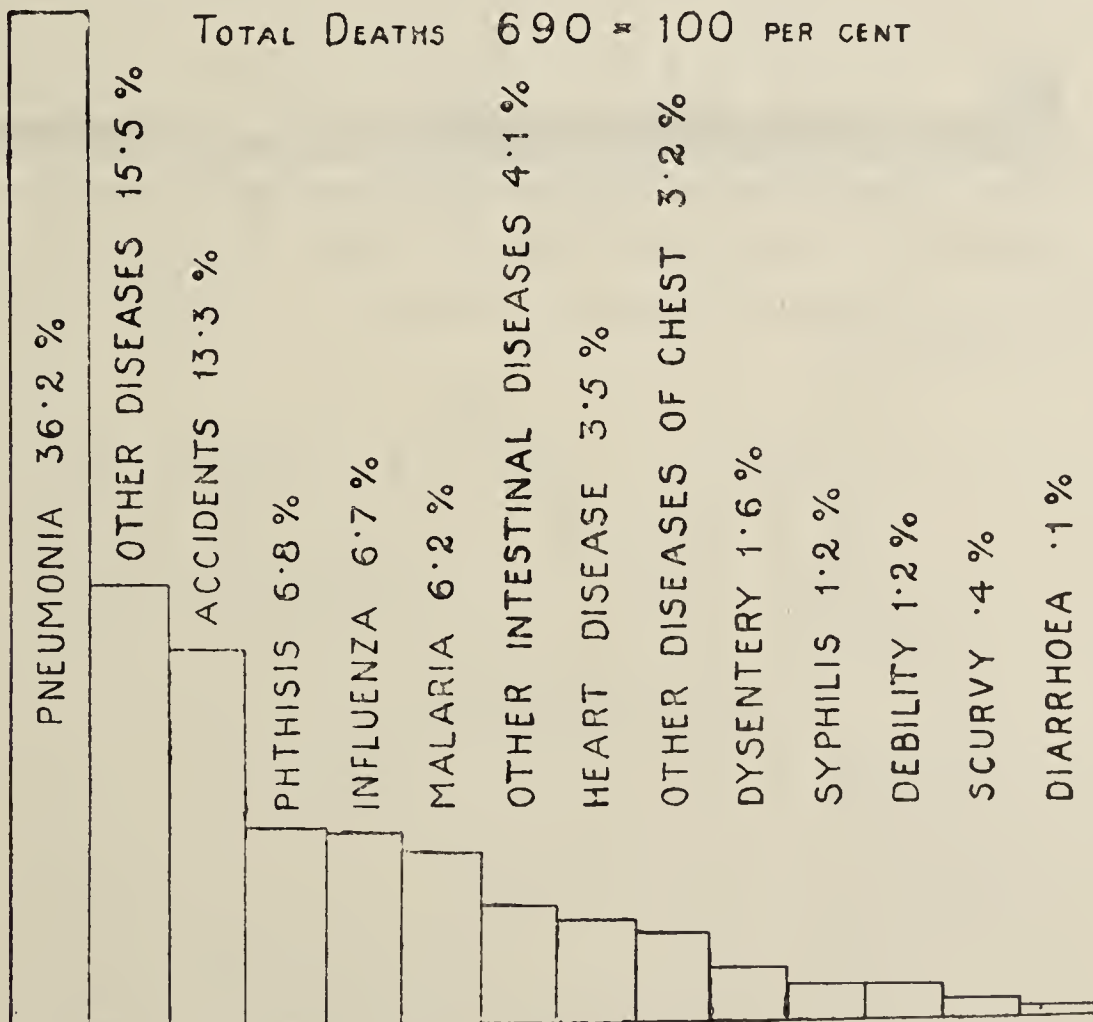 TOTAL DEATHS 690 = 100 PER CENT
PNEUMONIA 36·2 %
OTHER DISEASES 15·5 %
ACCIDENTS 13·3 %
PHTHISIS 6·8 %
INFLUENZA 6·7 %
MALARIA 6·2 %
OTHER INTESTINAL DISEASES 4·1 %
HEART DISEASE 3·5 %
OTHER DISEASES OF CHEST 3·2 %
DYSENTERY 1·6 %
SYPHILIS 1·2 %
DEBILITY 1·2 %
SCURVY ·4 %
DIARRHOEA ·1 %